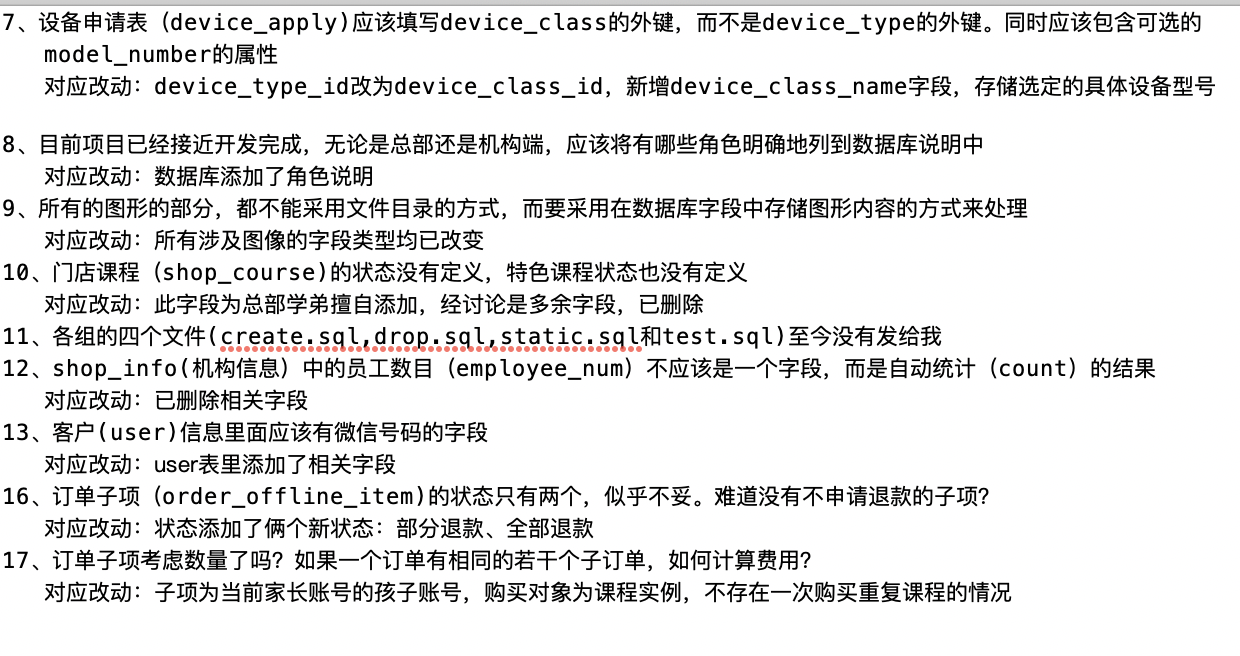 7、设备申请表（device_apply)应该填写device_class的外键，而不是device_type的外键。同时应该包含可选的
model_number的属性
对应改动：device_type_id改为device_class_id，新增device_class_name字段，存储选定的具体设备型号
8、目前项目已经接近开发完成，无论是总部还是机构端，应该将有哪些角色明确地列到数据库说明中
对应改动：数据库添加了角色说明
9、所有的图形的部分，都不能采用文件目录的方式，而要采用在数据库字段中存储图形内容的方式来处理
对应改动：所有涉及图像的字段类型均已改变
10、门店课程（shop_course)的状态没有定义，特色课程状态也没有定义
对应改动：此字段为总部学弟擅自添加，经讨论是多余字段，已删除
11、各组的四个文件(create.sql,drop.sql,static.sql和test.sql)至今没有发给我
12、shop_info(机构信息）中的员工数目（employee_num）不应该是一个字段，而是自动统计（count）的结果
对应改动：已删除相关字段
13、客户(user)信息里面应该有微信号码的字段
对应改动：user表里添加了相关字段
16、订单子项（order_offline_item)的状态只有两个，似乎不妥。难道没有不申请退款的子项？
对应改动：状态添加了俩个新状态：部分退款、全部退款
17、订单子项考虑数量了吗？如果一个订单有相同的若干个子订单，如何计算费用？
对应改动：子项为当前家长账号的孩子账号，购买对象为课程实例，不存在一次购买重复课程的情况